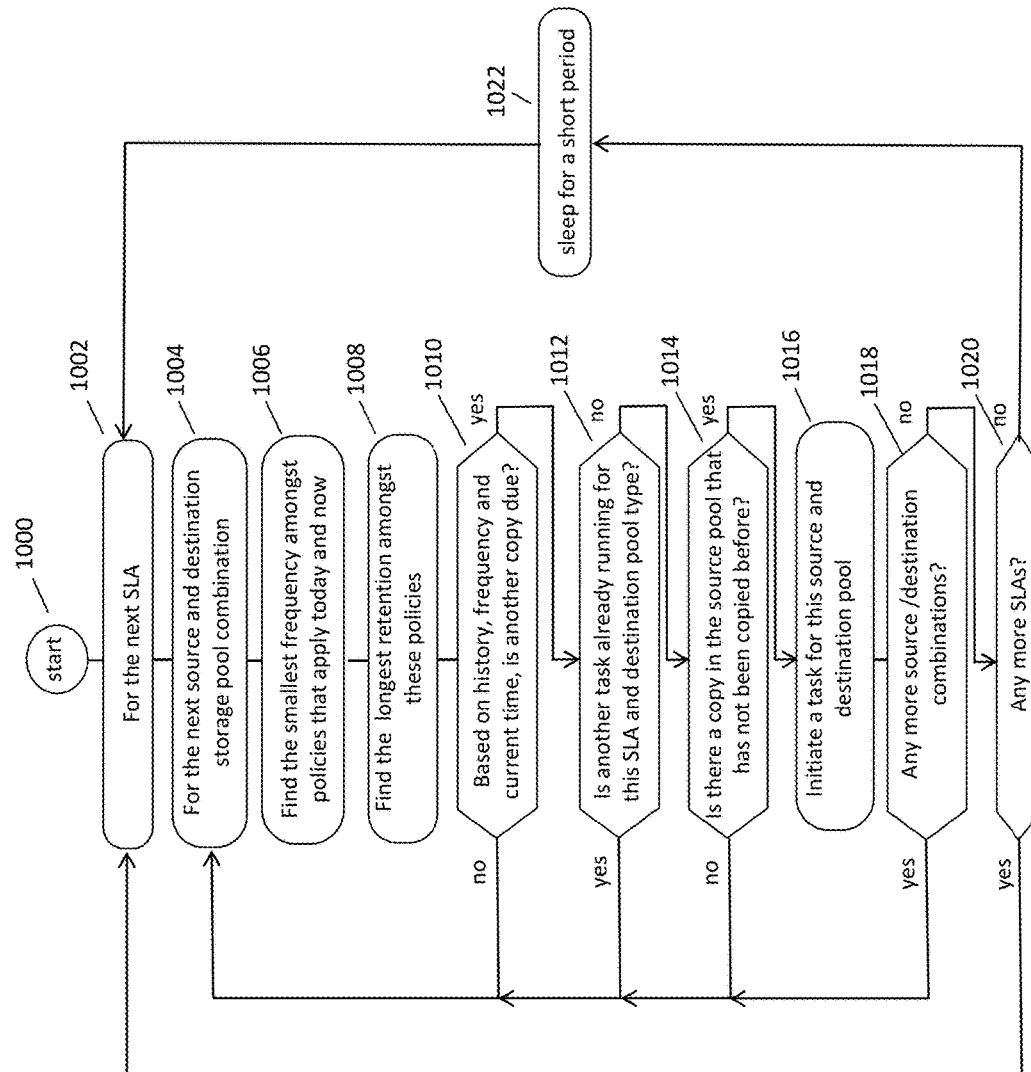 1000
start
1002
For the next SLA
1004
For the next source and destination
storage pool combination
1006
Find the smallest frequency amongst
policies that apply today and now
1008
Find the longest retention amongst
these policies
1010
Based on history, frequency and
current time, is another copy due?
no
yes
1012
Is another task already running for
this SLA and destination pool type?
yes
no
1014
Is there a copy in the source pool that
has not been copied before?
no
yes
1016
Initiate a task for this source and
destination pool
1018
Any more source /destination
combinations?
yes
no
1020
Any more SLAs?
yes
no
1022
sleep for a short period